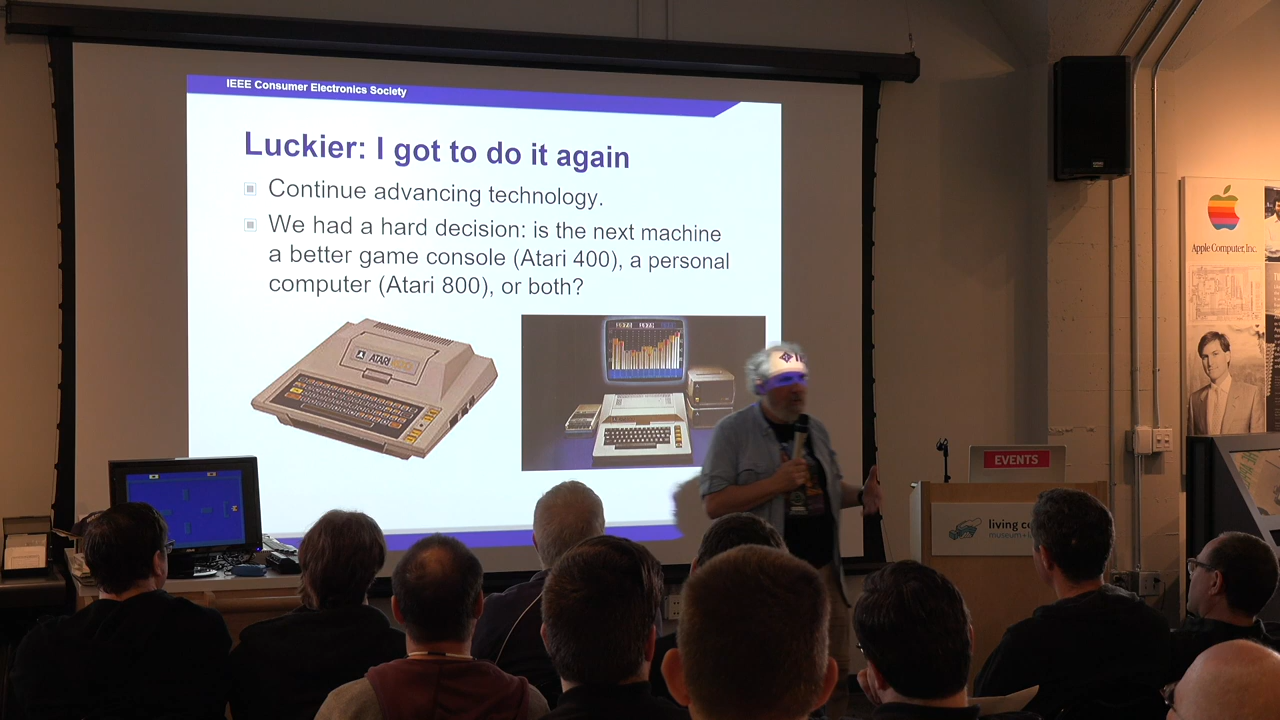 IEEE Consumer Electronics Society
Luckier: I got to do it again
Continue advancing technology.
We had a hard decision: is the next machine
a better game console (Atari 400), a personal
computer (Atari 800), or both?
ATARI
Apple Computer, Inc.
EVENTS
living
museum